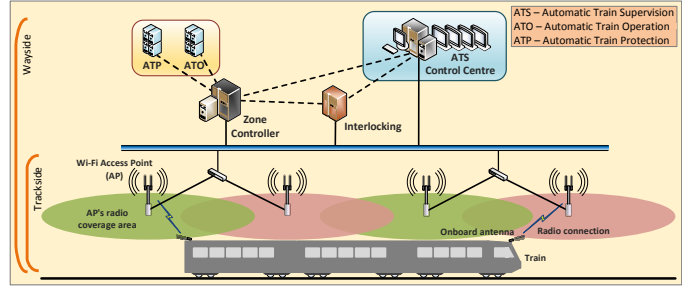 ATS – Automatic Train Supervision
ATO – Automatic Train Operation
ATP – Automatic Train Protection
Wayside
ATP
ATO
ATS
Control Centre
Zone
Controller
Interlocking
Trackside
Wi-Fi Access Point
(AP)
AP's radio
coverage area
Onboard antenna
Radio connection
Train